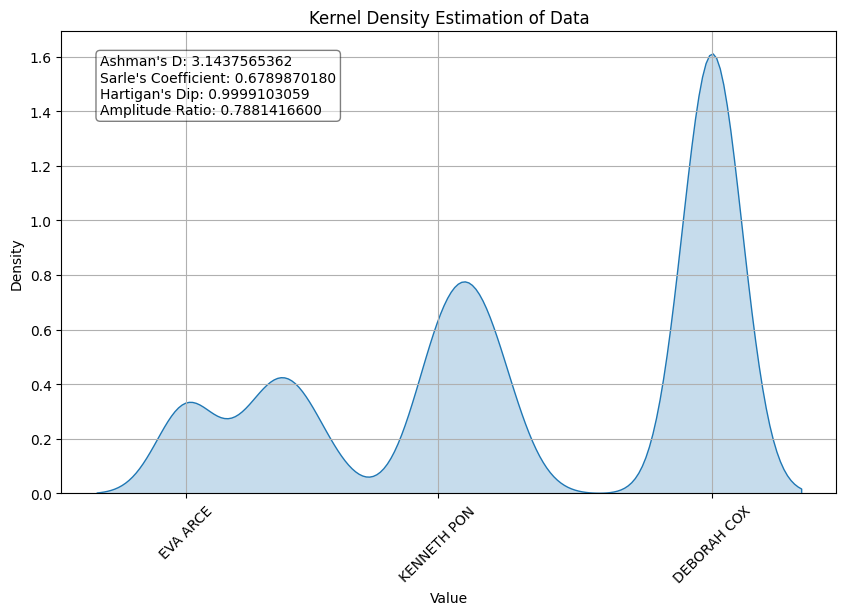 Kernel Density Estimation of Data
Ashman's D: 3.1437565362
Sarle's Coefficient: 0.6789870180
Hartigan's Dip: 0.9999103059
Amplitude Ratio: 0.7881416600
Density
1.6
1.4
1.2
1.0
0.8
0.6
0.4
0.2
0.0
EVA ARCE
KENNETH PON
DEBORAH COX
Value